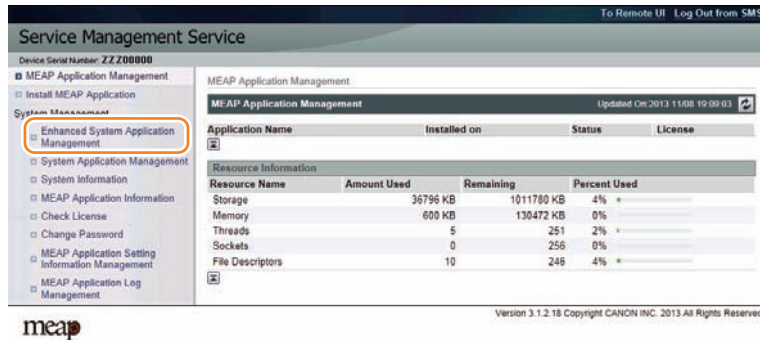 To Remote UI Log Out from SMS
Service Management Service
Device Serial Number: ZZZ00000
MEAP Application Management
Install MEAP Application
System Management
Enhanced System Application
Management
System Application Management
System Information
MEAP Application Information
Check License
Change Password
MEAP Application Setting
Information Management
MEAP Application Log
Management
meap
MEAP Application Management
MEAP Application Management Updated On:2013 11/08 19:09:03
Application Name Installed on Status License
Resource Information
Resource Name Amount Used Remaining Percent Used
Storage 36796 KB 1011780 KB 4%
Memory 600 KB 130472 KB 0%
Threads 5 251 2%
Sockets 0 256 0%
File Descriptors 10 246 4%
Version 3.1.2.18 Copyright CANON INC. 2013 All Rights Reserved